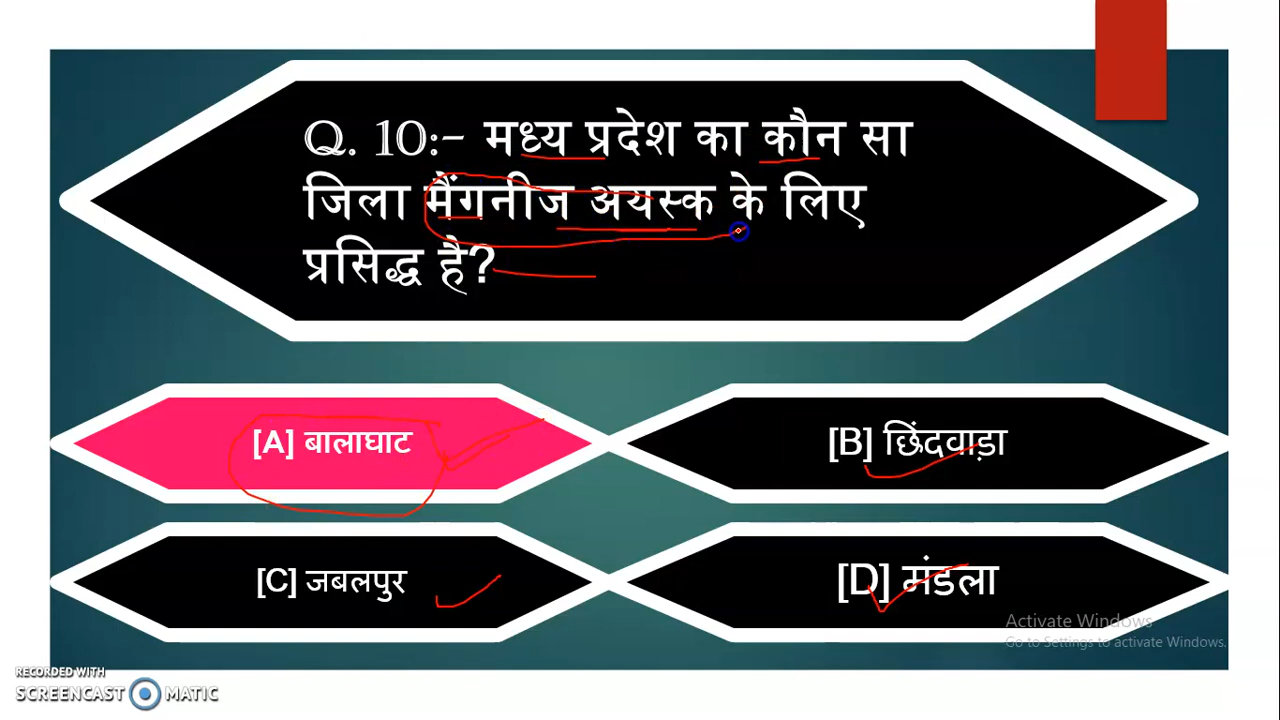 Q. 10:- मध्य प्रदेश का कौन सा
जिला मैंगनीज अयस्क के लिए
प्रसिद्ध है?
[A] बालाघाट
[B] छिंदवाड़ा
[C] जबलपुर
[D] मंडला
Activate Windows
Go to Settings to activate Windows.
RECORDED WITH
SCREENCAST MATIC